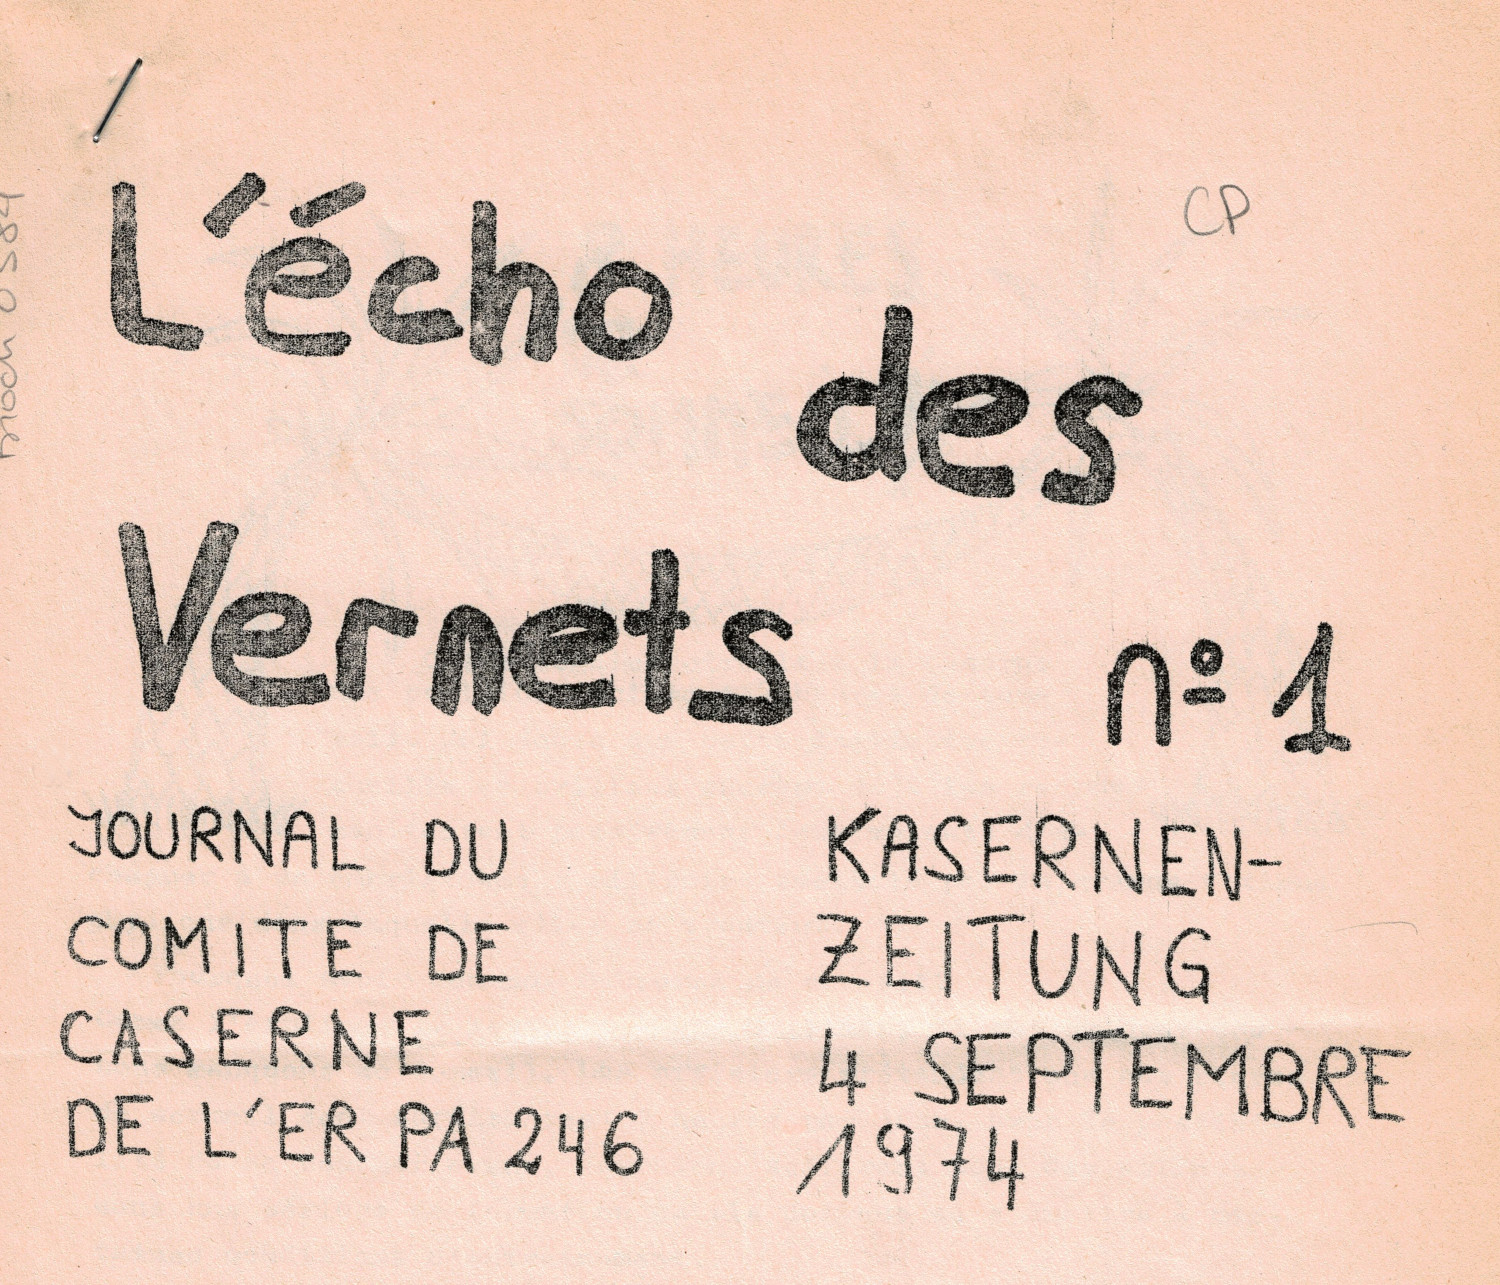 CP
L'écho
des
Vernets
nº 1
JOURNAL DU
COMITE DE
CASERNE
DE L'ER PA 246
KASERNEN-
ZEITUNG
4 SEPTEMBRE
1974